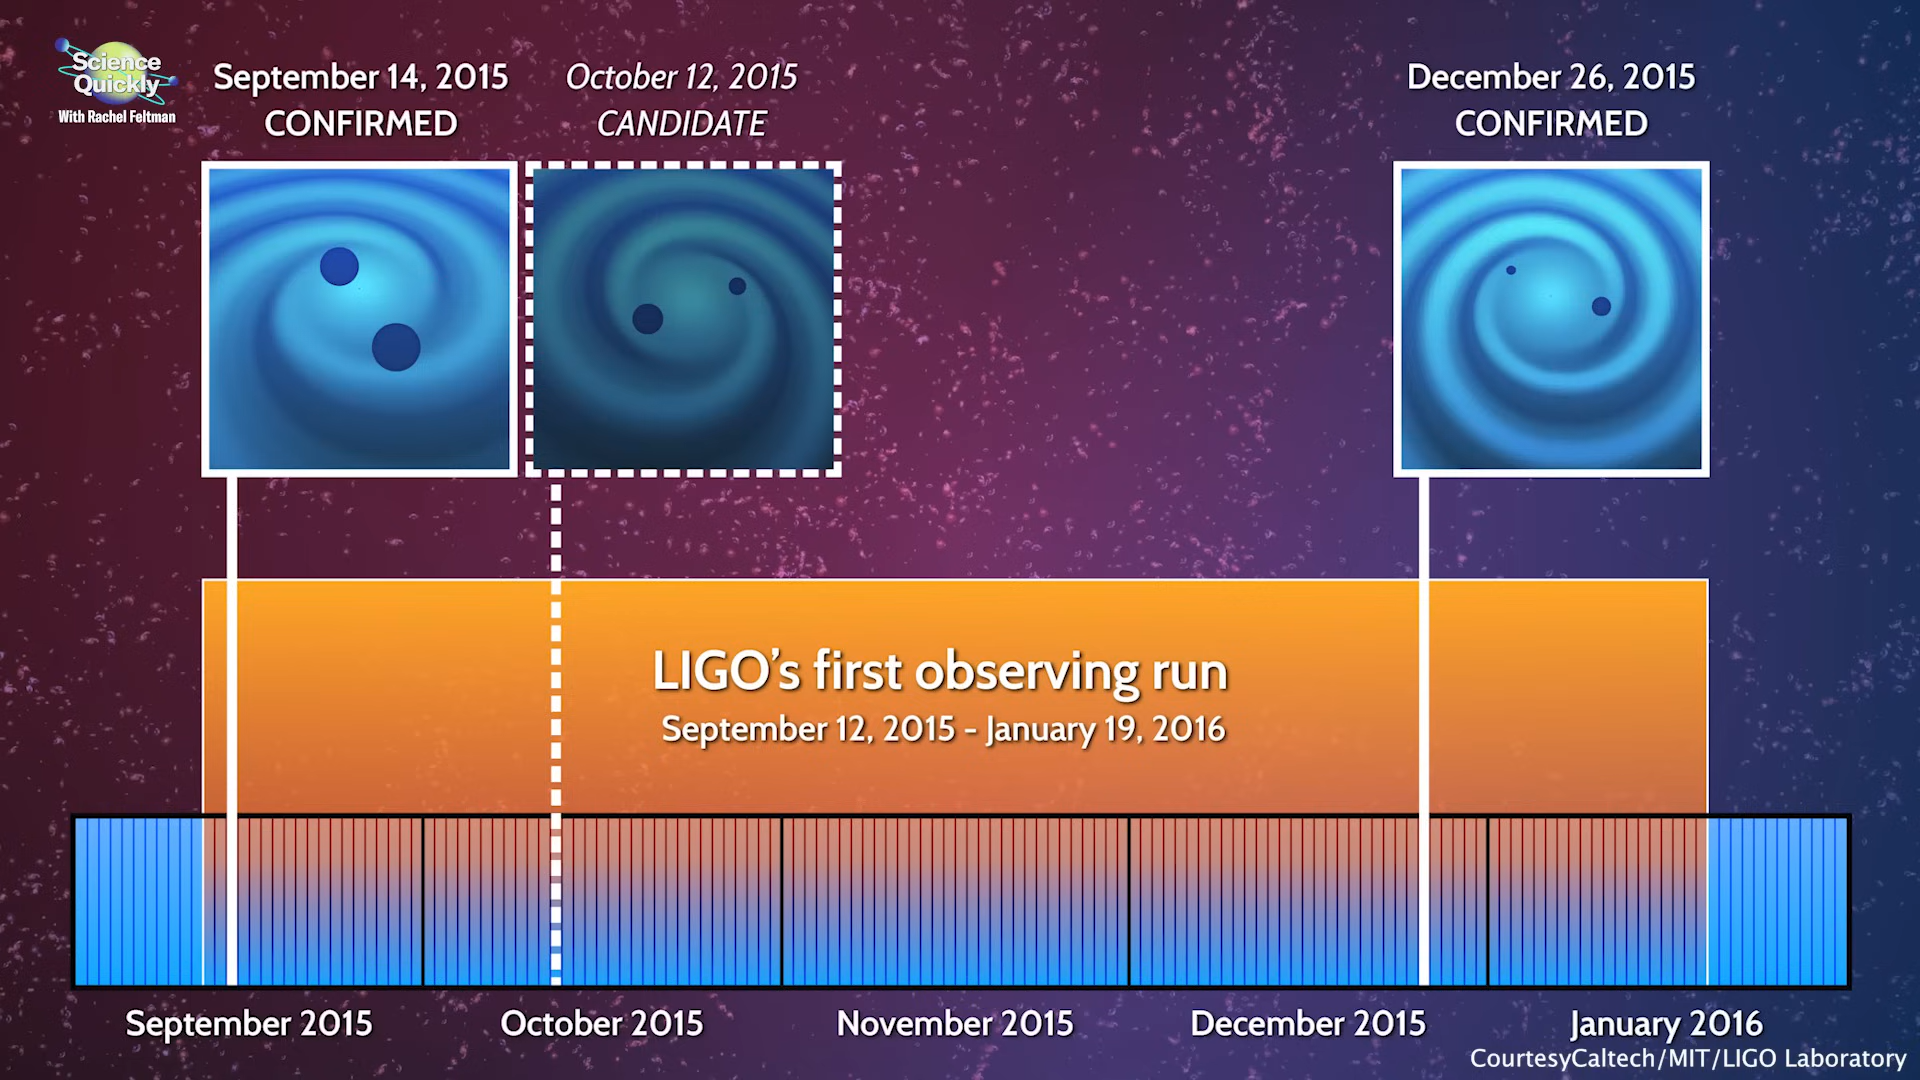 Science
Quickly
With Rachel Feltman
September 14, 2015
CONFIRMED
October 12, 2015
CANDIDATE
December 26, 2015
CONFIRMED
LIGO’s first observing run
September 12, 2015 - January 19, 2016
September 2015
October 2015
November 2015
December 2015
January 2016
CourtesyCaltech/MIT/LIGO Laboratory